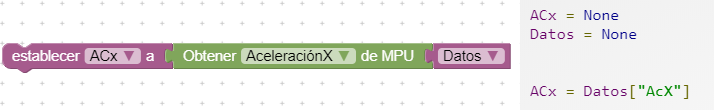 establecer ACx ▼ a Obtener AceleraciónX ▼ de MPU Datos ▼
ACx = None
Datos = None
ACx = Datos["AcX"]